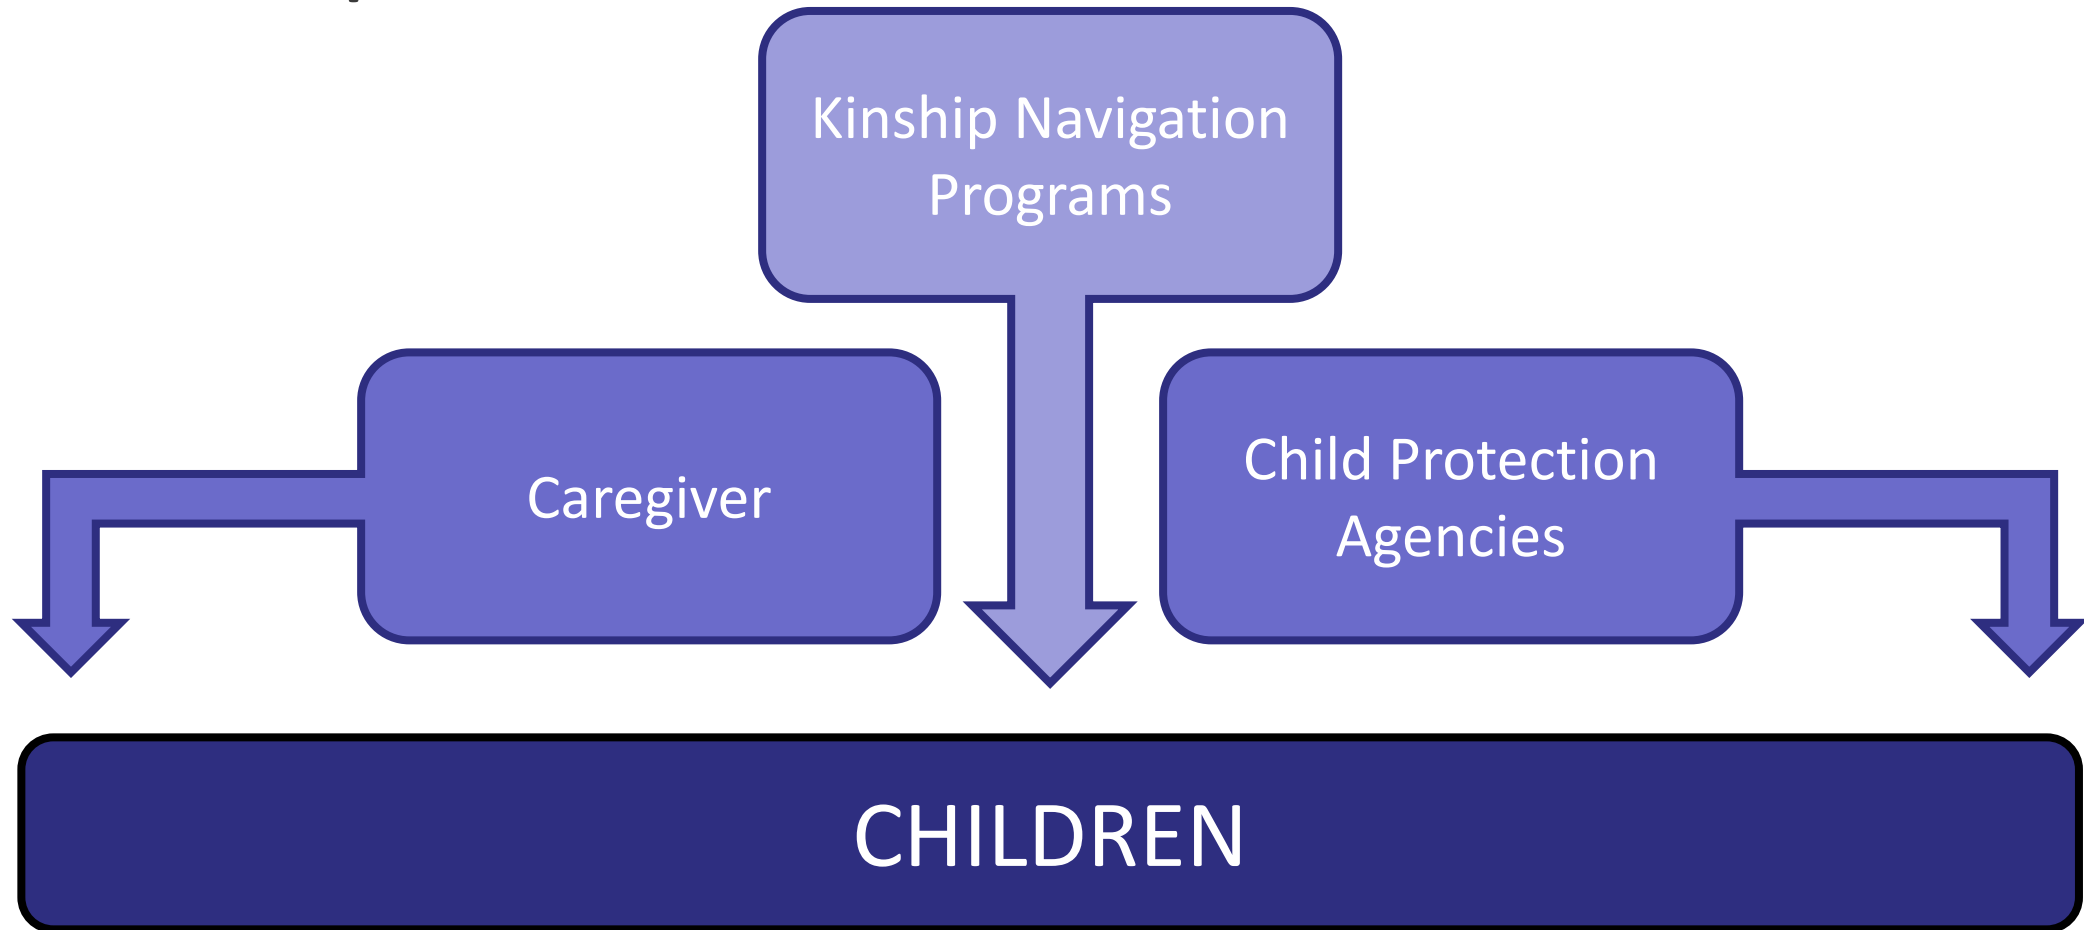 Kinship Navigation
Programs
Caregiver
Child Protection
Agencies
CHILDREN